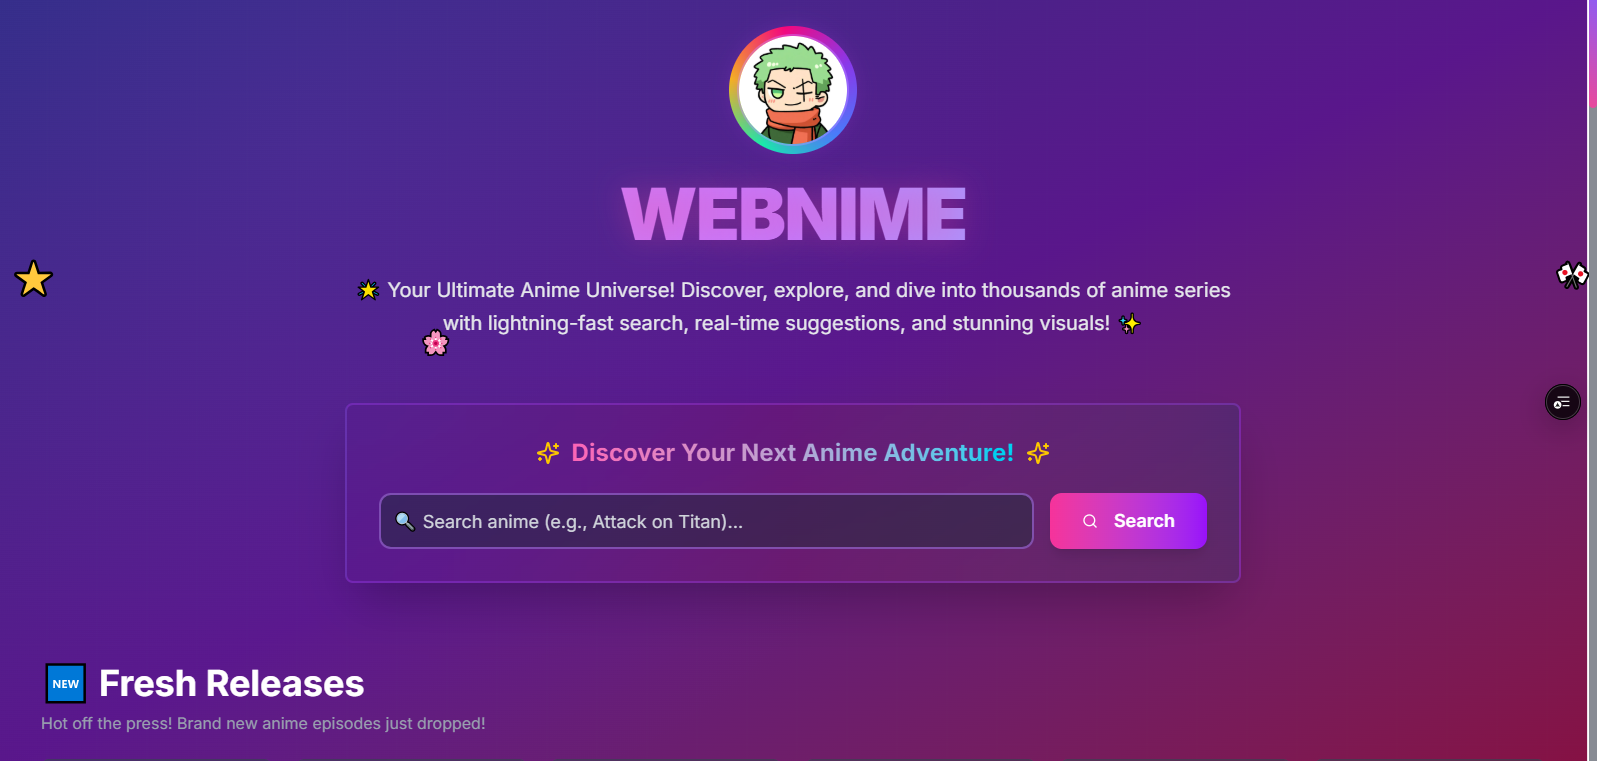 WEBNIME
🌟 Your Ultimate Anime Universe! Discover, explore, and dive into thousands of anime series
with lightning-fast search, real-time suggestions, and stunning visuals! ✨
✨ Discover Your Next Anime Adventure! ✨
🔍 Search anime (e.g., Attack on Titan)...
Search
🆕 Fresh Releases
Hot off the press! Brand new anime episodes just dropped!